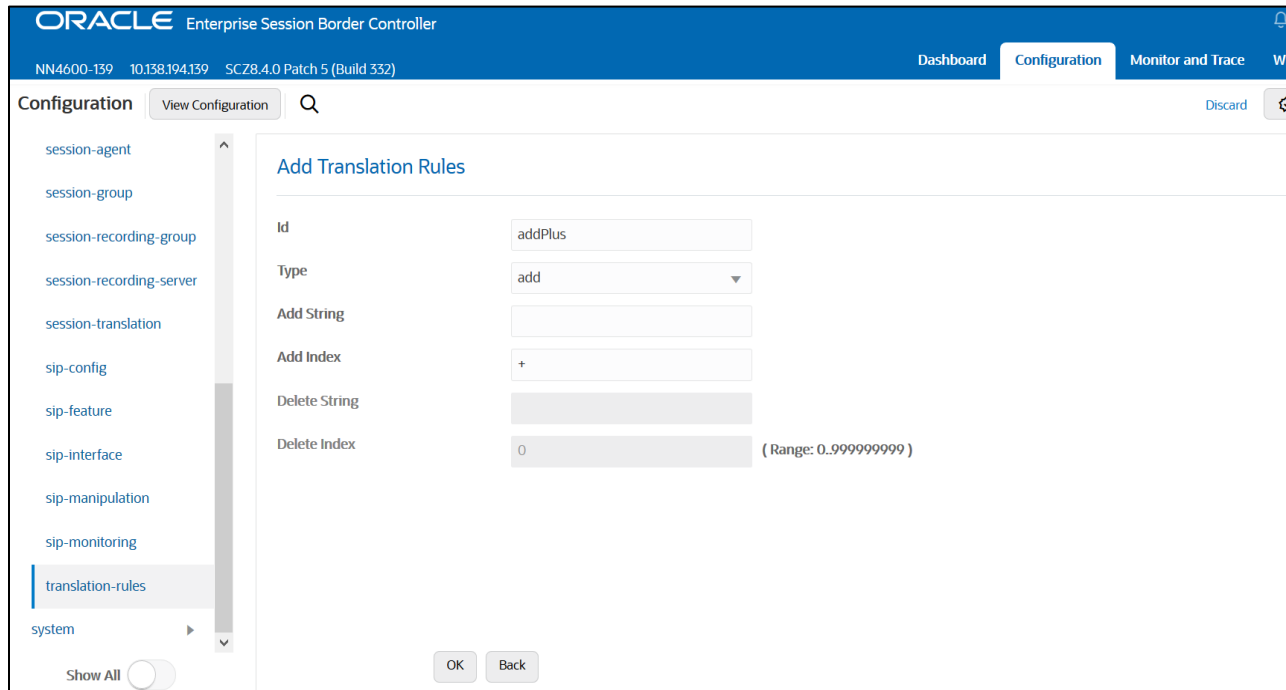 ORACLE Enterprise Session Border Controller
NN4600-139 10.138.194.139 SCZ8.4.0 Patch 5 (Build 332)
Dashboard Configuration Monitor and Trace W
Configuration View Configuration Discard
session-agent
session-group
session-recording-group
session-recording-server
session-translation
sip-config
sip-feature
sip-interface
sip-manipulation
sip-monitoring
translation-rules
system
Show All
Add Translation Rules
Id addPlus
Type add
Add String
Add Index +
Delete String
Delete Index 0 ( Range: 0..999999999 )
OK Back